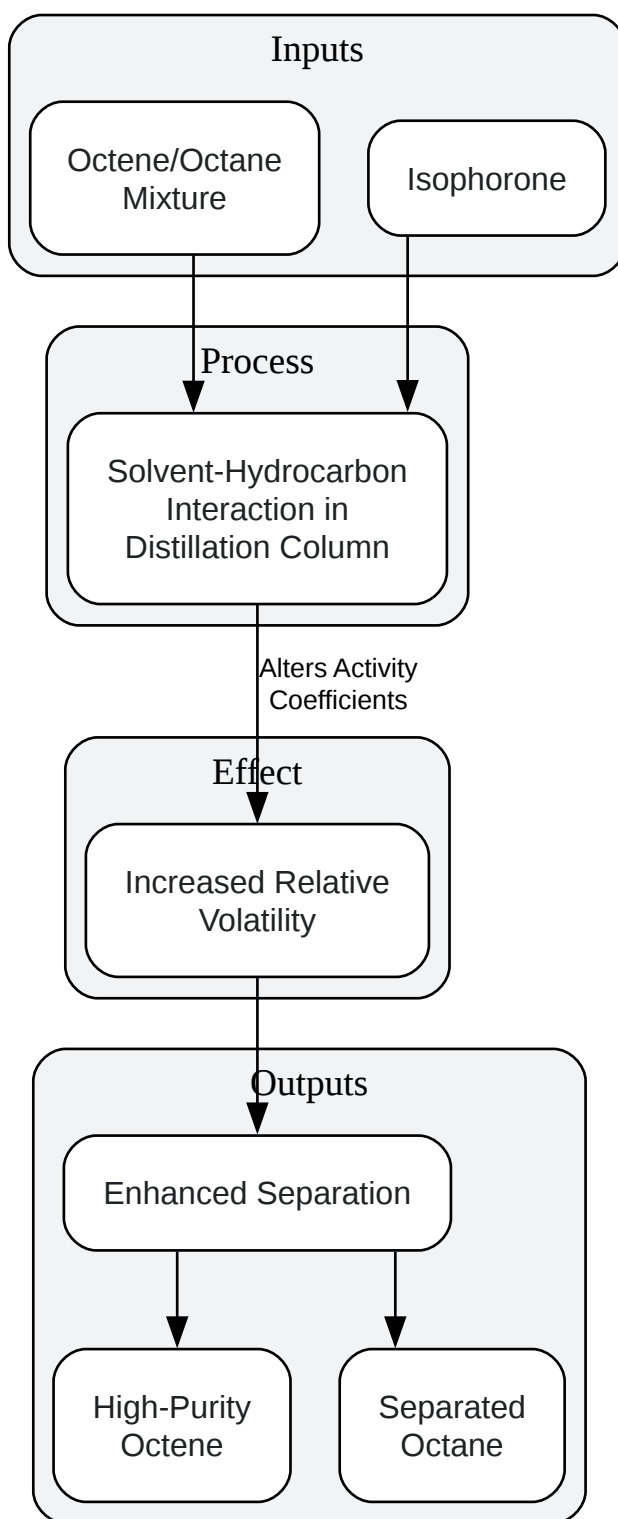 Inputs
Octene/Octane
Mixture
Isophorone
Process
Solvent-Hydrocarbon
Interaction in
Distillation Column
Alters Activity
Coefficients
Effect
Increased Relative
Volatility
Outputs
Enhanced Separation
High-Purity
Octene
Separated
Octane